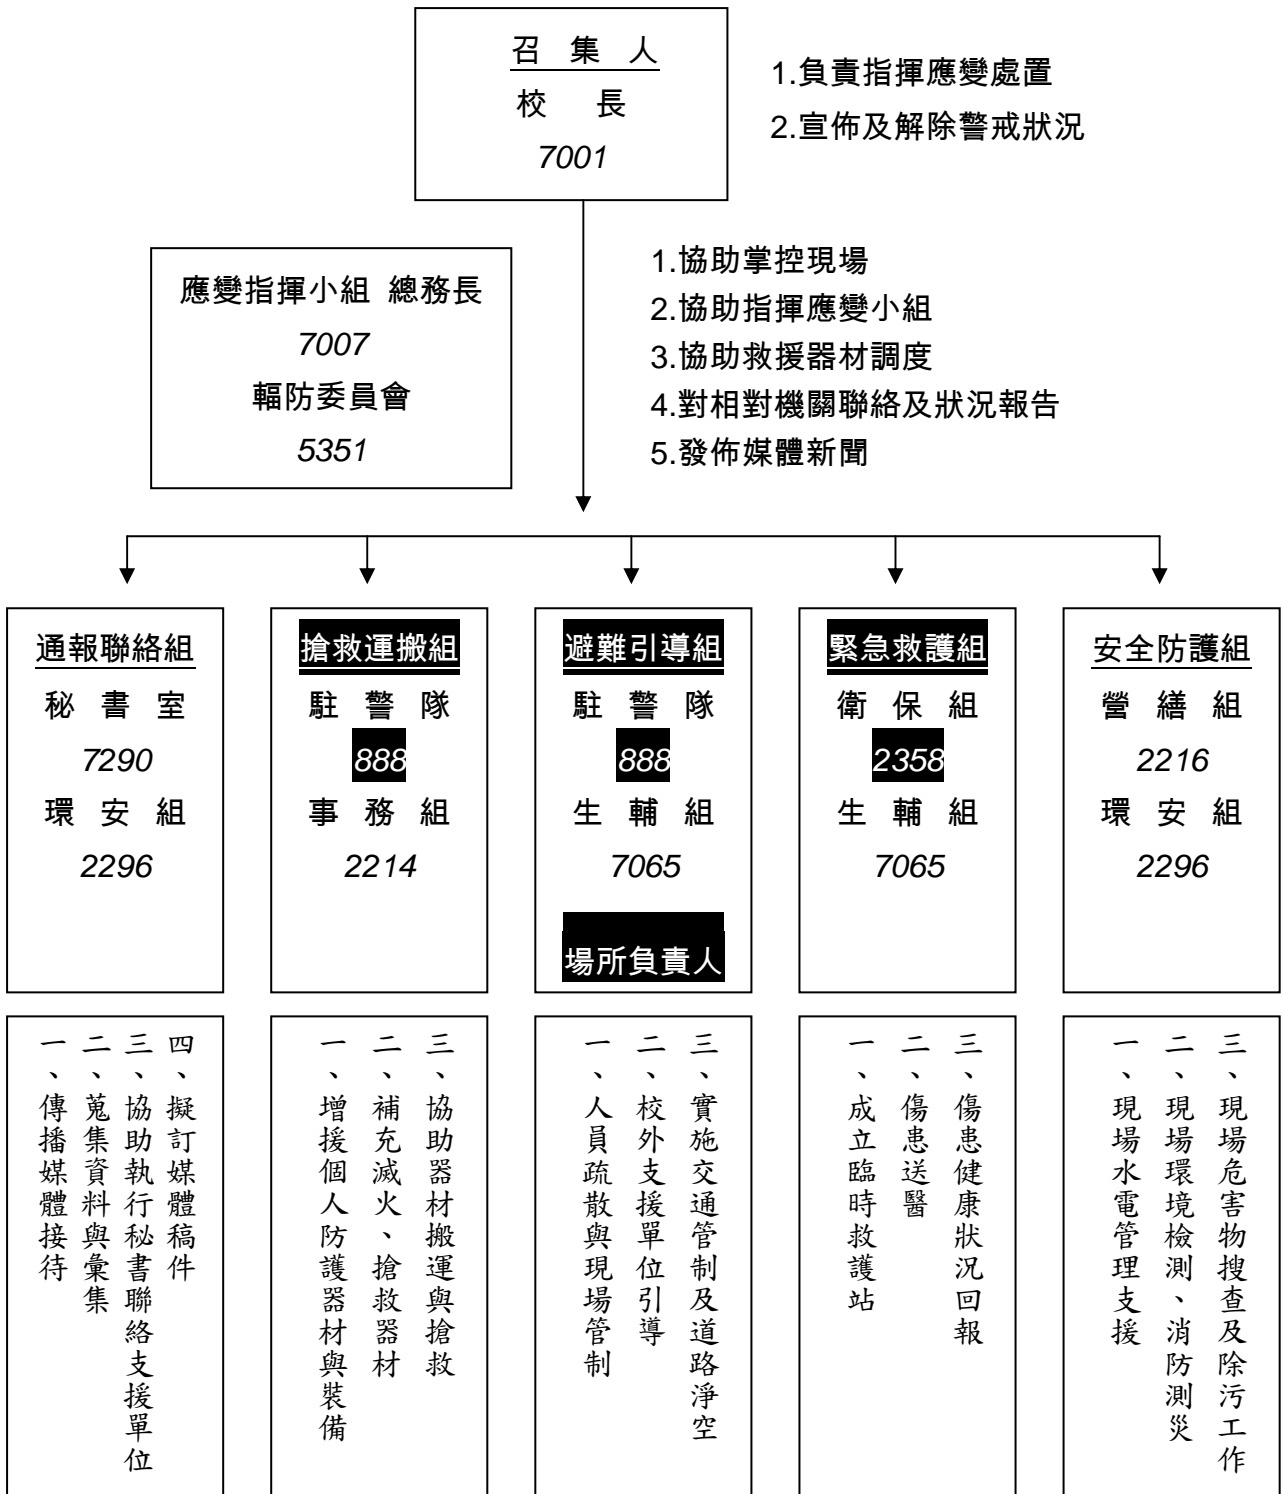 召 集 人
校 長
7001
1.負責指揮應變處置
2.宣佈及解除警戒狀況
應變指揮小組 總務長
7007
輻防委員會
5351
1.協助掌控現場
2.協助指揮應變小組
3.協助救援器材調度
4.對相對機關聯絡及狀況報告
5.發佈媒體新聞
通報聯絡組
秘 書 室
7290
環 安 組
2296
搶救運搬組
駐 警 隊
888
事 務 組
2214
避難引導組
駐 警 隊
888
生 輔 組
7065
場所負責人
緊急救護組
衛 保 組
2358
生 輔 組
7065
安全防護組
營 繕 組
2216
環 安 組
2296
一、傳播媒體接待
二、蒐集資料與彙集
三、協助執行秘書聯絡支援單位
四、擬訂媒體稿件
一、增援個人防護器材與裝備
二、補充滅火、搶救器材
三、協助器材搬運與搶救
一、人員疏散與現場管制
二、校外支援單位引導
三、實施交通管制及道路淨空
一、成立臨時救護站
二、傷患送醫
三、傷患健康狀況回報
一、現場水電管理支援
二、現場環境檢測、消防測災
三、現場危害物搜查及除污工作